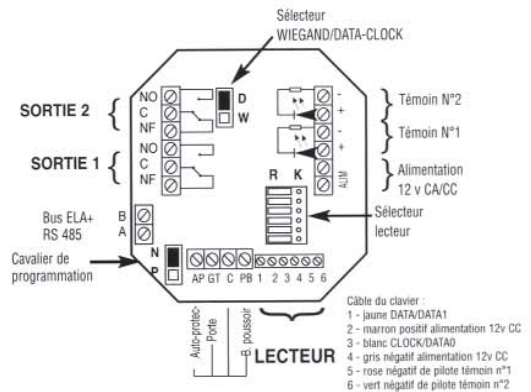 Sélecteur
WIEGAND/DATA-CLOCK
SORTIE 2
NO
C
NF
D
W
-
+
Témoin N°2
SORTIE 1
NO
C
NF
-
+
Témoin N°1
ALIM
Alimentation
12 v CA/CC
R K
Sélecteur
lecteur
Bus ELA+
RS 485
B
A
Cavalier de
programmation
N
P
AP GT C PB 1 2 3 4 5 6
Auto-protec-
Porte
B. poussoir
LECTEUR
Câble du clavier :
1 - jaune DATA/DATA1
2 - marron positif alimentation 12v CC
3 - blanc CLOCK/DATA0
4 - gris négatif alimentation 12v CC
5 - rose négatif de pilote témoin n°1
6 - vert négatif de pilote témoin n°2